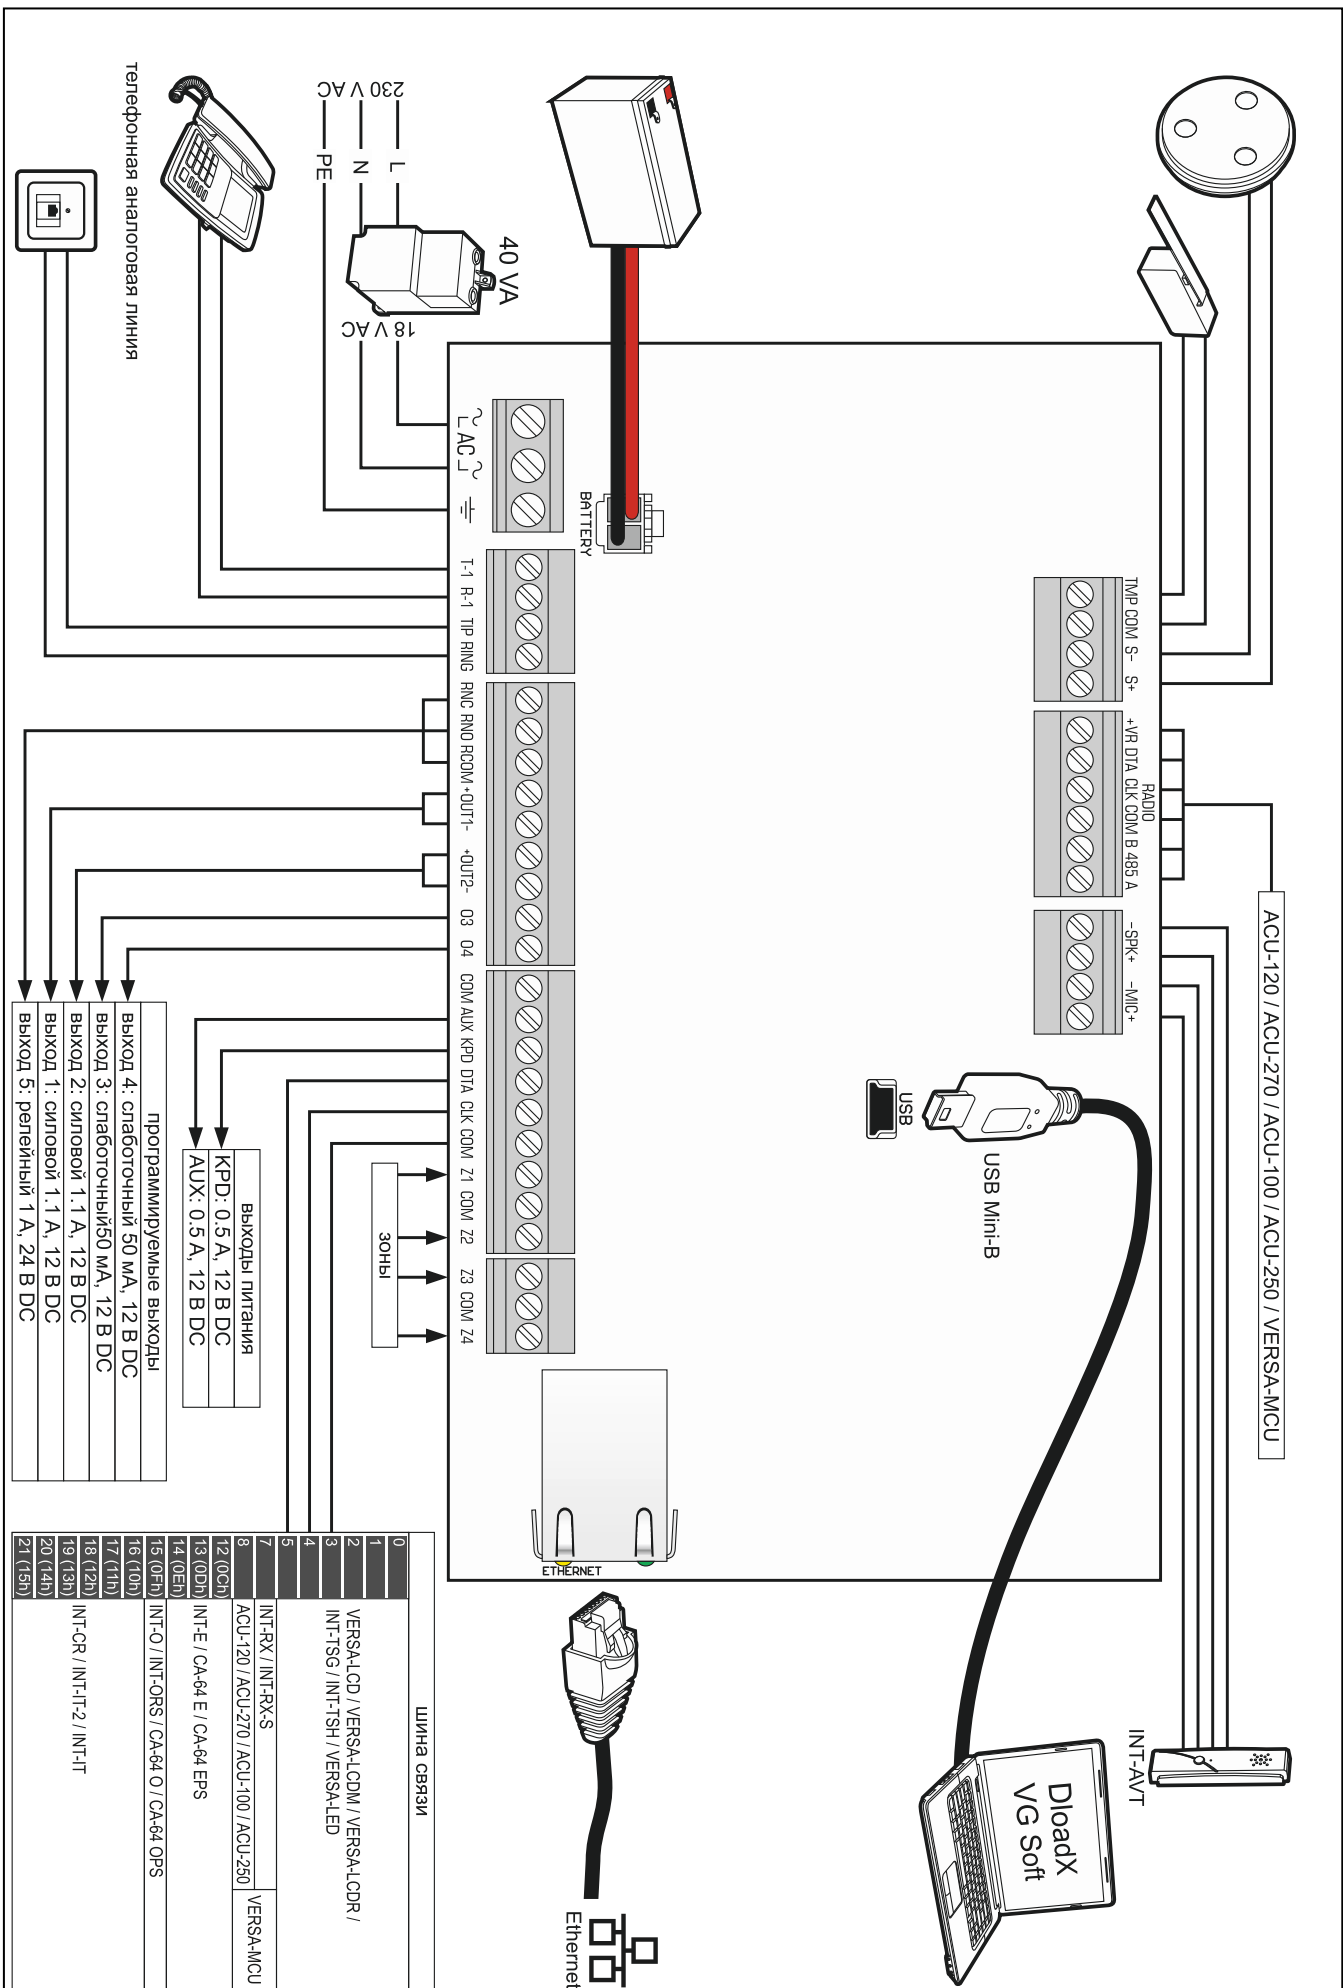 ACU-120 / ACU-270 / ACU-100 / ACU-250 / VERSA-MCU
INT-AVT
TMP COM S- S+
+VR DTA CLK COM B 485 A
RADIO
-SPK+ -MIC+
DloadX
VG Soft
USB Mini-B
USB
BATTERY
ETHERNET
Ethernet
40 VA
230 V AC
L
N
PE
18 V AC
AC
T-1 R-1 TIP RING
RNC RNO RCOM +OUT1- +OUT2- O3 O4
COM AUX KPD DTA CLK COM Z1 COM Z2
Z3 COM Z4
зоны
телефонная аналоговая линия
выходы питания
KPD: 0.5 A, 12 В DC
AUX: 0.5 A, 12 В DC
программируемые выходы
выход 4: слаботочный 50 мА, 12 В DC
выход 3: слаботочный50 мА, 12 В DC
выход 2: силовой 1.1 А, 12 В DC
выход 1: силовой 1.1 А, 12 В DC
выход 5: релейный 1 А, 24 В DC
шина связи
0
1
2
3
4
5
VERSA-LCD / VERSA-LCDM / VERSA-LCDR /
INT-TSG / INT-TSH / VERSA-LED
7
INT-RX / INT-RX-S
8
ACU-120 / ACU-270 / ACU-100 / ACU-250
VERSA-MCU
12 (0Ch)
13 (0Dh)
14 (0Eh)
INT-E / CA-64 E / CA-64 EPS
15 (0Fh)
INT-O / INT-ORS / CA-64 O / CA-64 OPS
16 (10h)
17 (11h)
18 (12h)
19 (13h)
20 (14h)
21 (15h)
INT-CR / INT-IT-2 / INT-IT